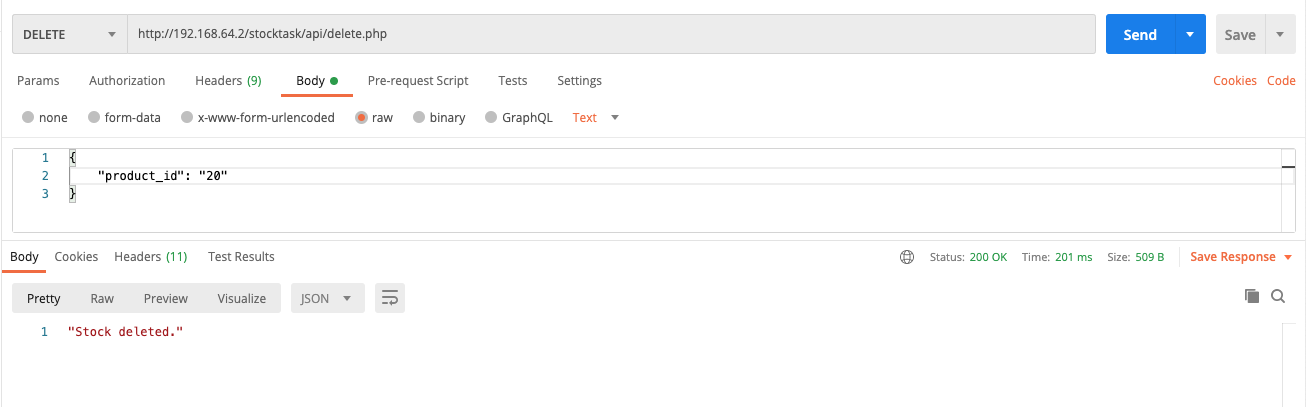 DELETE http://192.168.64.2/stocktask/api/delete.php Send Save
Params Authorization Headers (9) Body Pre-request Script Tests Settings Cookies Code
none form-data x-www-form-urlencoded raw binary GraphQL Text
1 {
2 "product_id": "20"
3 }
Body Cookies Headers (11) Test Results Status: 200 OK Time: 201 ms Size: 509 B Save Response
Pretty Raw Preview Visualize JSON
1 "Stock deleted."